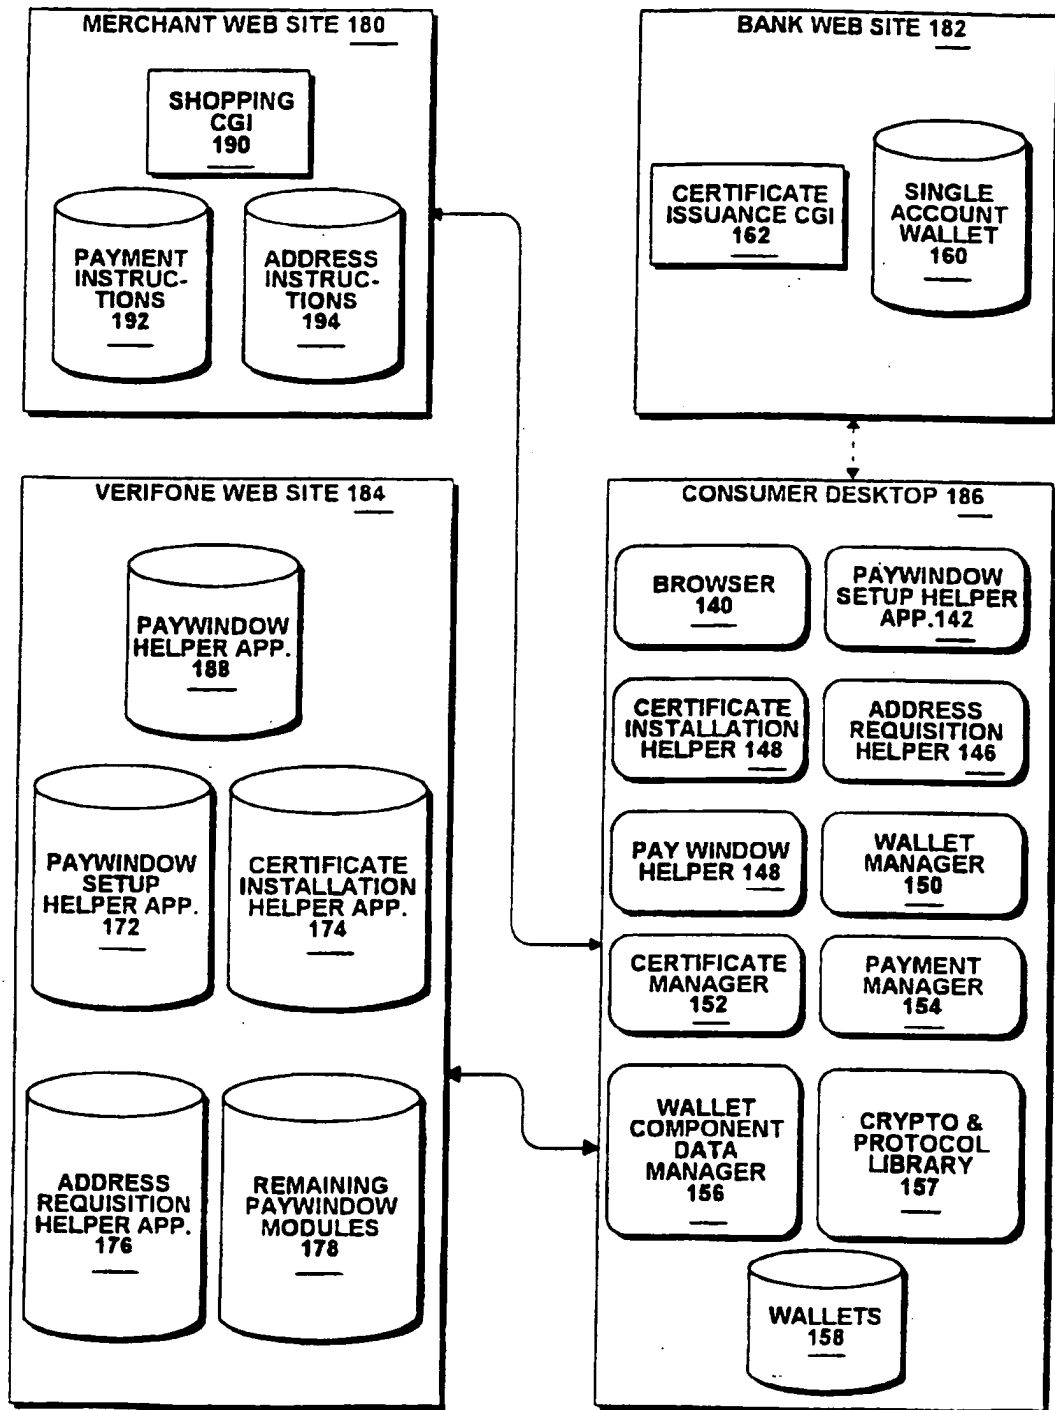 MERCHANT WEB SITE 180
SHOPPING
CGI
190
PAYMENT
INSTRUC-
TIONS
192
ADDRESS
INSTRUC-
TIONS
194
BANK WEB SITE 182
CERTIFICATE
ISSUANCE CGI
162
SINGLE
ACCOUNT
WALLET
160
VERIFONE WEB SITE 184
PAYWINDOW
HELPER APP.
188
PAYWINDOW
SETUP
HELPER APP.
172
CERTIFICATE
INSTALLATION
HELPER APP.
174
ADDRESS
REQUISITION
HELPER APP.
176
REMAINING
PAYWINDOW
MODULES
178
CONSUMER DESKTOP 186
BROWSER
140
PAYWINDOW
SETUP HELPER
APP.142
CERTIFICATE
INSTALLATION
HELPER 148
ADDRESS
REQUISITION
HELPER 146
PAY WINDOW
HELPER 148
WALLET
MANAGER
150
CERTIFICATE
MANAGER
152
PAYMENT
MANAGER
154
WALLET
COMPONENT
DATA
MANAGER
156
CRYPTO &
PROTOCOL
LIBRARY
157
WALLETS
158